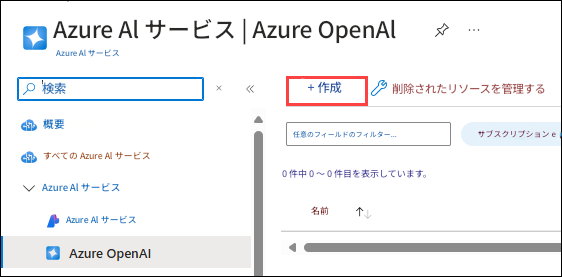 Azure AI サービス | Azure OpenAI
Azure AI サービス
検索
+ 作成
削除されたリソースを管理する
概要
任意のフィールドのフィルター...
サブスクリプション e
すべての Azure AI サービス
0 件中 0 ～ 0 件目を表示しています。
Azure AI サービス
名前
Azure AI サービス
Azure OpenAI